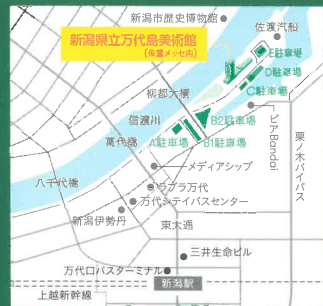 新潟市歴史博物館
佐渡汽船
新潟県立万代島美術館
［朱鷺メッセ内］
E駐車場
D駐車場
C駐車場
柳都大橋
信濃川
B2駐車場
萬代橋
A駐車場
B1駐車場
ピアBandai
栗ノ木バイパス
メディアシップ
八千代橋
ラブラ万代
万代シテイバスセンター
新潟伊勢丹
東大通
三井生命ビル
万代口バスターミナル
新潟駅
上越新幹線